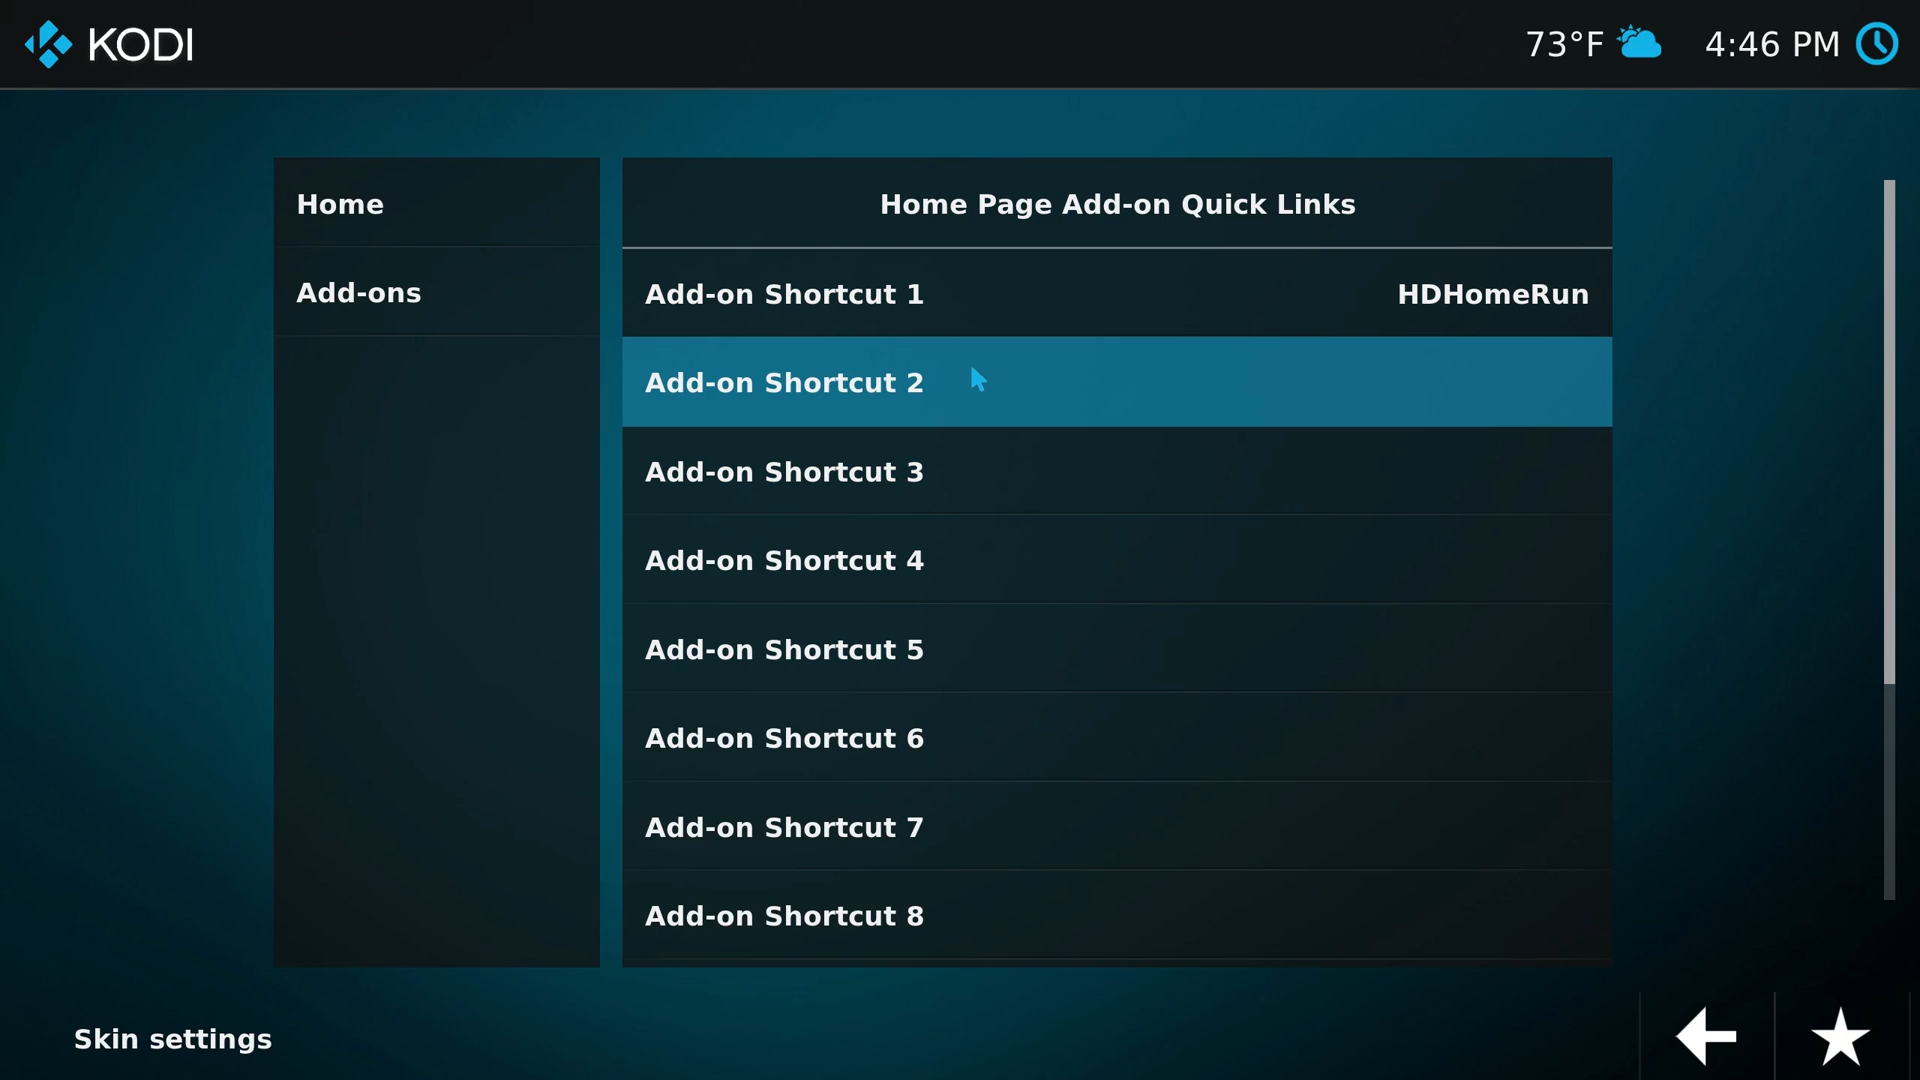 KODI
73°F 4:46 PM
Home
Add-ons
Home Page Add-on Quick Links
Add-on Shortcut 1 HDHomeRun
Add-on Shortcut 2
Add-on Shortcut 3
Add-on Shortcut 4
Add-on Shortcut 5
Add-on Shortcut 6
Add-on Shortcut 7
Add-on Shortcut 8
Skin settings